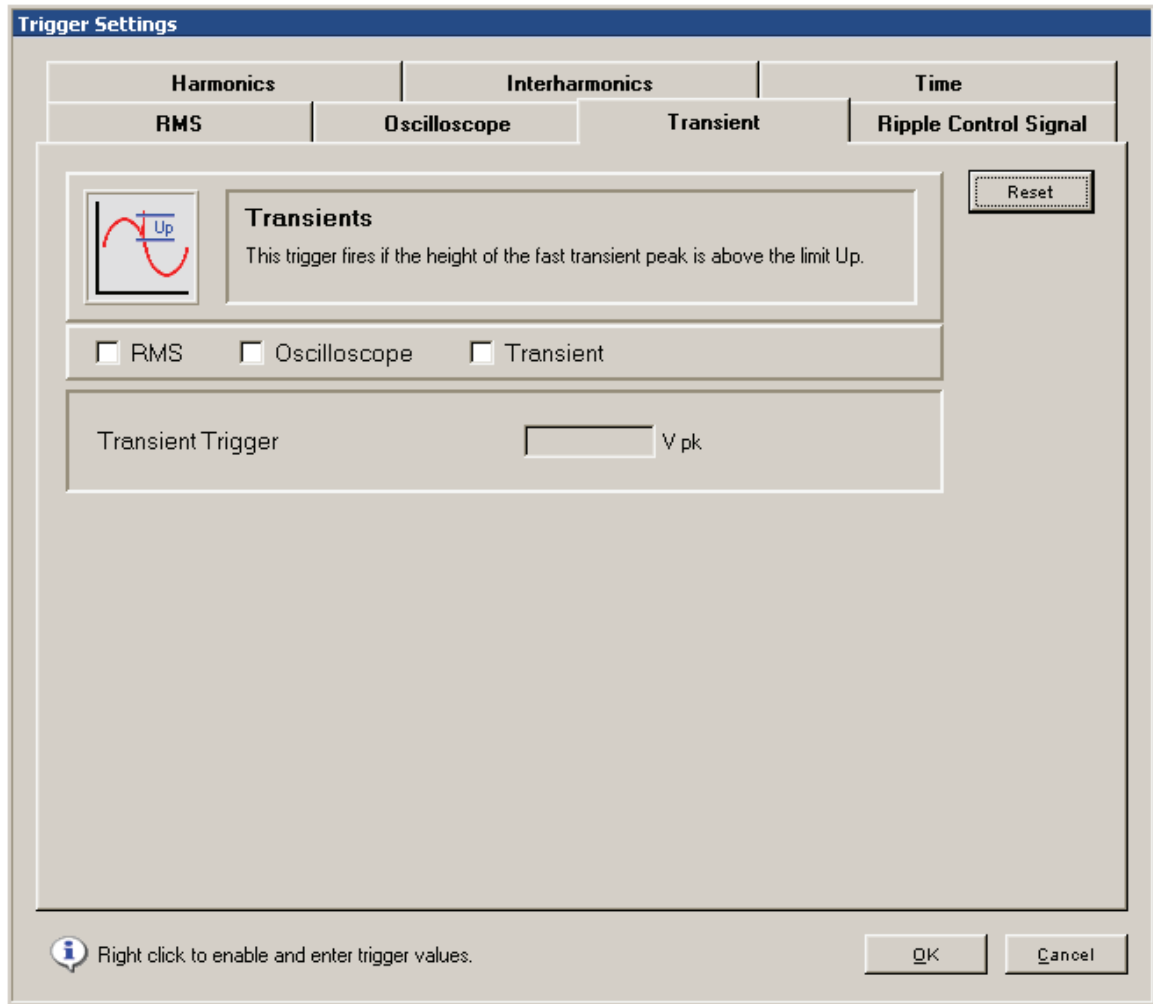 Trigger Settings
Harmonics Interharmonics Time
RMS Oscilloscope Transient Ripple Control Signal
Reset
Up
Transients
This trigger fires if the height of the fast transient peak is above the limit Up.
RMS Oscilloscope Transient
Transient Trigger V pk
Right click to enable and enter trigger values.
OK Cancel